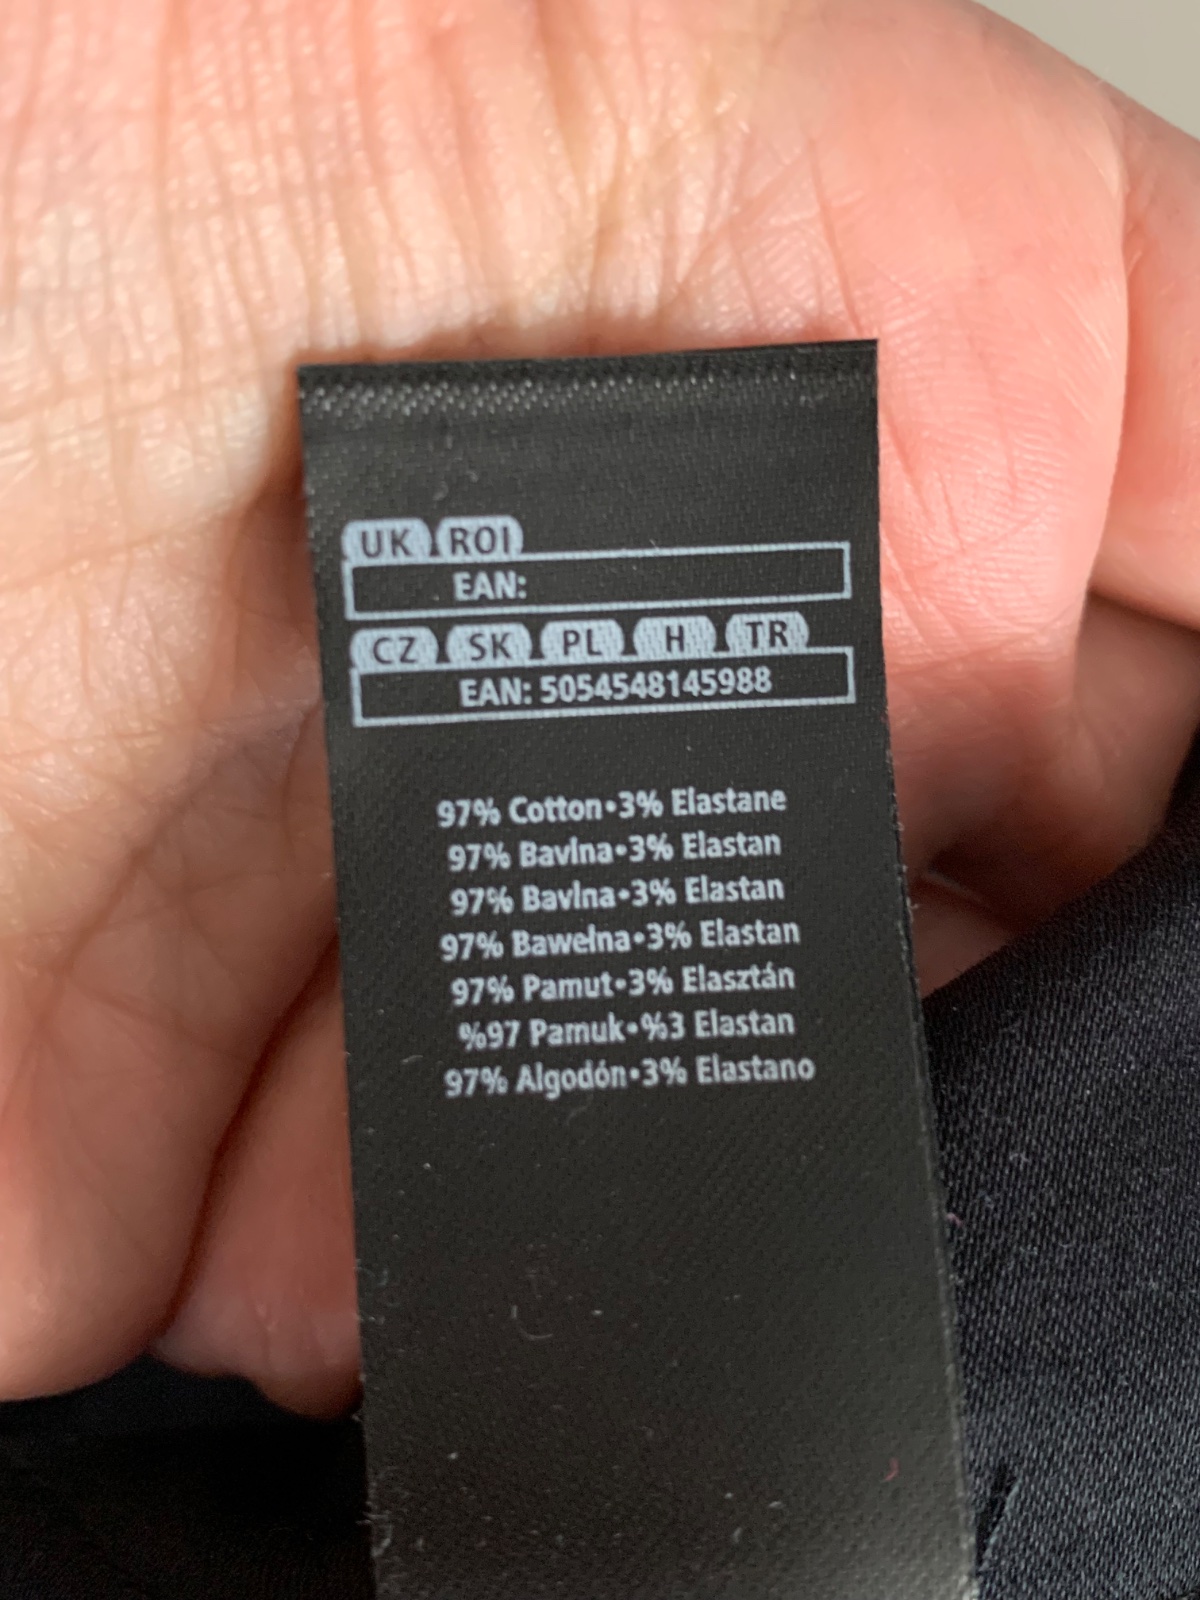 UK ROI
EAN:
CZ SK PL H TR
EAN: 5054548145988
97% Cotton•3% Elastane
97% Bavlna•3% Elastan
97% Bavlna•3% Elastan
97% Bawełna•3% Elastan
97% Pamut•3% Elasztán
%97 Pamuk•%3 Elastan
97% Algodón•3% Elastano